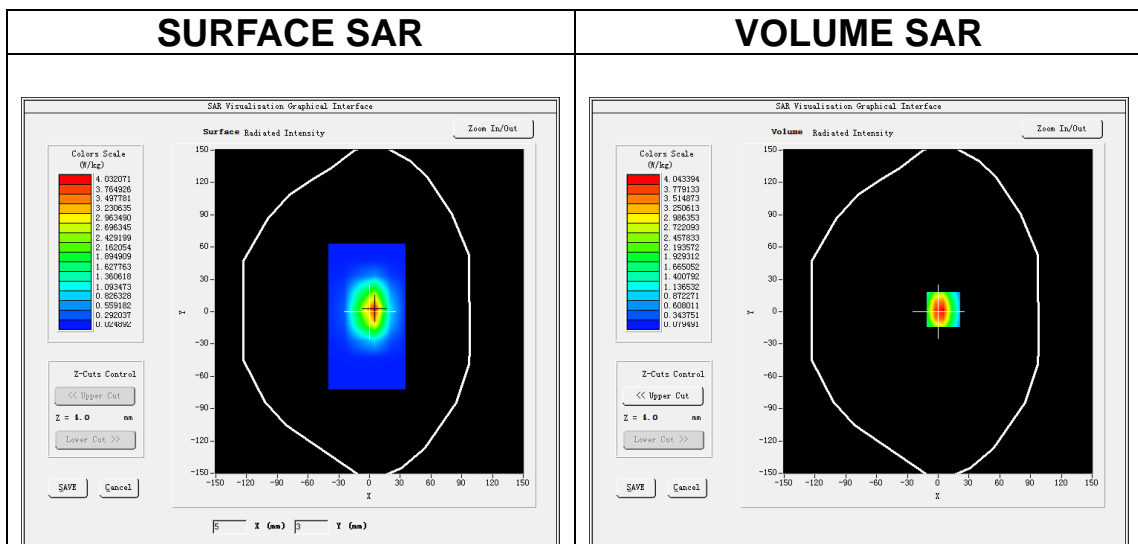 SURFACE SAR
VOLUME SAR
SAR Visualisation Graphical Interface
Surface Radiated Intensity
Zoom In/Out
Colors Scale
(W/kg)
4.032071
3.764926
3.497781
3.230635
2.963490
2.696345
2.429199
2.162054
1.894909
1.627763
1.360618
1.093473
0.826328
0.559182
0.292037
0.024892
Z-Cuts Control
<< Upper Cut
Z = 4.0 mm
Lower Cut >>
SAVE
Cancel
150
120
90
60
30
0
-30
-60
-90
-120
-150
Y
-150 -120 -90 -60 -30 0 30 60 90 120 150
X
5 X (mm) 3 Y (mm)
SAR Visualisation Graphical Interface
Volume Radiated Intensity
Zoom In/Out
Colors Scale
(W/kg)
4.043394
3.779133
3.514873
3.250613
2.986353
2.722093
2.457833
2.193572
1.929312
1.665052
1.400792
1.136532
0.872271
0.608011
0.343751
0.079491
Z-Cuts Control
<< Upper Cut
Z = 4.0 mm
Lower Cut >>
SAVE
Cancel
150
120
90
60
30
0
-30
-60
-90
-120
-150
Y
-150 -120 -90 -60 -30 0 30 60 90 120 150
X